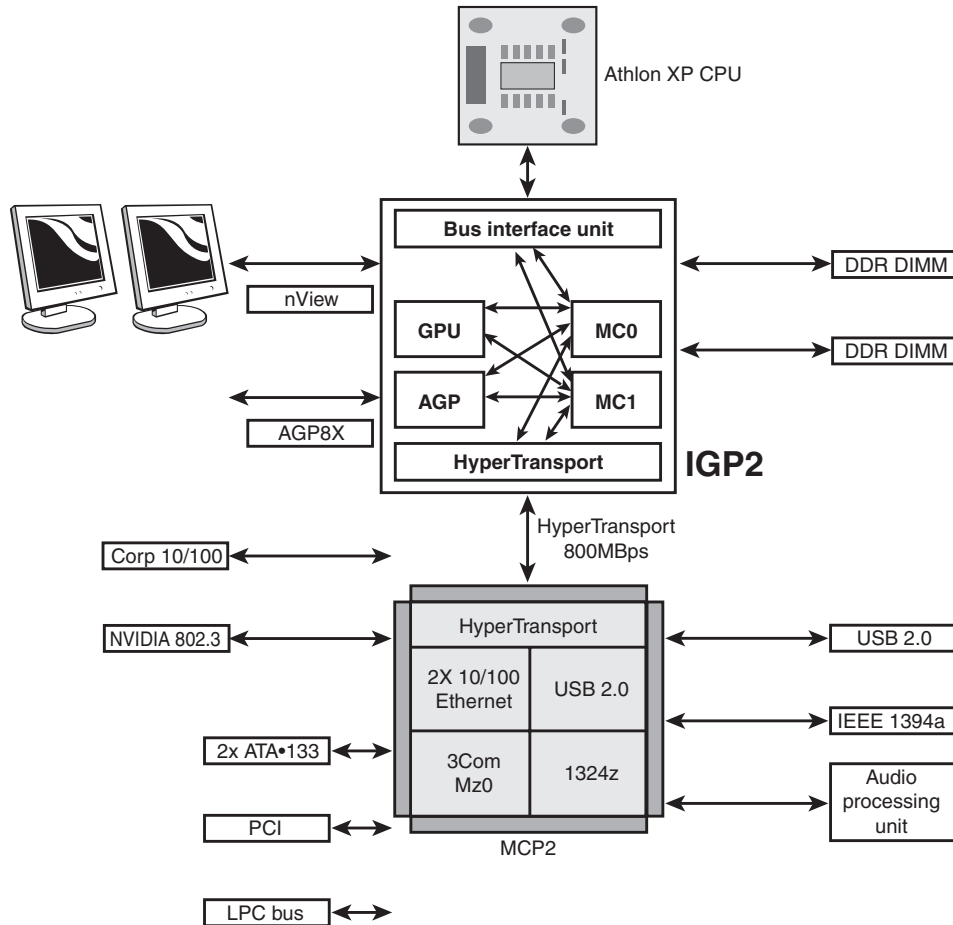 Athlon XP CPU
Bus interface unit
nView
GPU
MC0
DDR DIMM
DDR DIMM
AGP
MC1
AGP8X
HyperTransport
IGP2
HyperTransport
800MBps
Corp 10/100
NVIDIA 802.3
HyperTransport
2X 10/100
Ethernet
USB 2.0
USB 2.0
IEEE 1394a
2x ATA•133
3Com
Mz0
1324z
Audio
processing
unit
PCI
MCP2
LPC bus